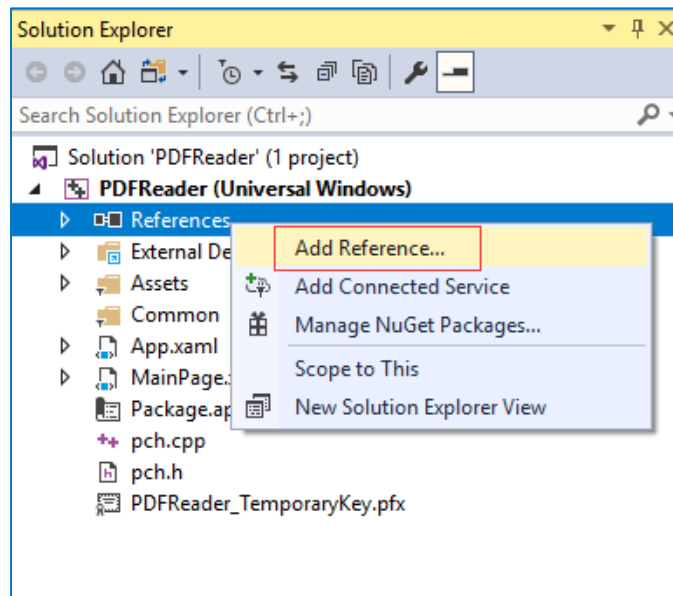 Solution Explorer
Search Solution Explorer (Ctrl+;)
Solution 'PDFReader' (1 project)
PDFReader (Universal Windows)
References
Add Reference...
External De
Assets
Add Connected Service
Common
Manage NuGet Packages...
App.xaml
Scope to This
MainPage.
Package.ap
New Solution Explorer View
pch.cpp
pch.h
PDFReader_TemporaryKey.pfx